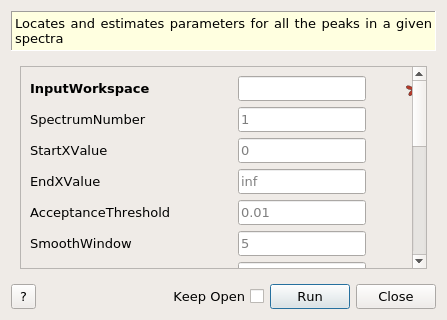 Locates and estimates parameters for all the peaks in a given
spectra
InputWorkspace
SpectrumNumber 1
StartXValue 0
EndXValue inf
AcceptanceThreshold 0.01
SmoothWindow 5
? Keep Open Run Close